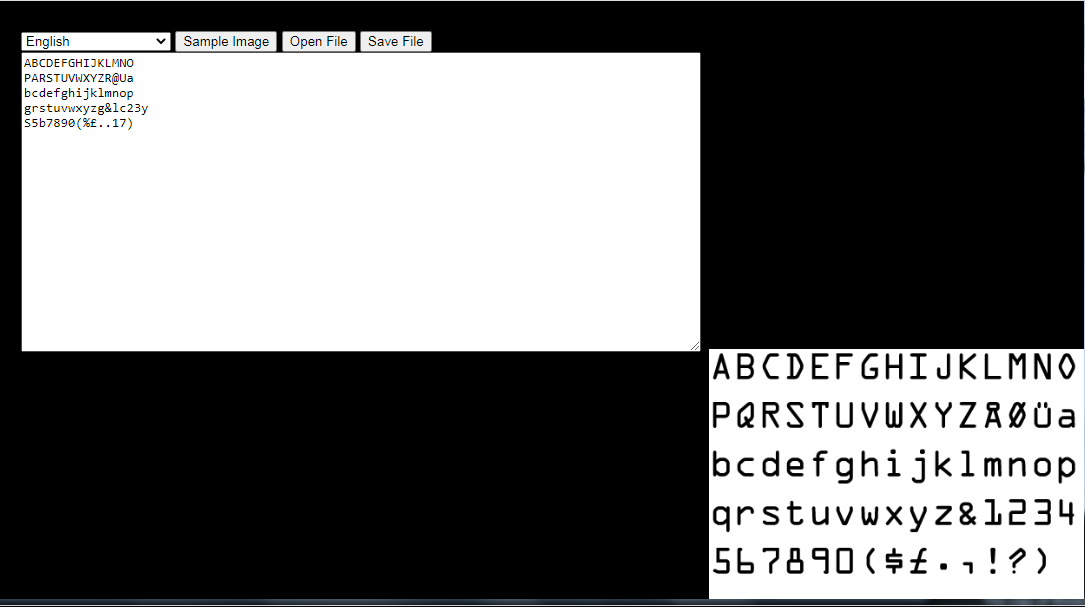 English Sample Image Open File Save File
ABCDEFGHIJKLMNO
PARSTUVWXYZR@Ua
bcdefghijklmnop
grstuvwxyzg&lc23y
S5b7890(%£..17)
ABCDEFGHIJKLMNO
PQRSTUVWXYZÅØüa
bcdefghijklmnop
qrstuvwxyz&1234
567890($£.,!?)